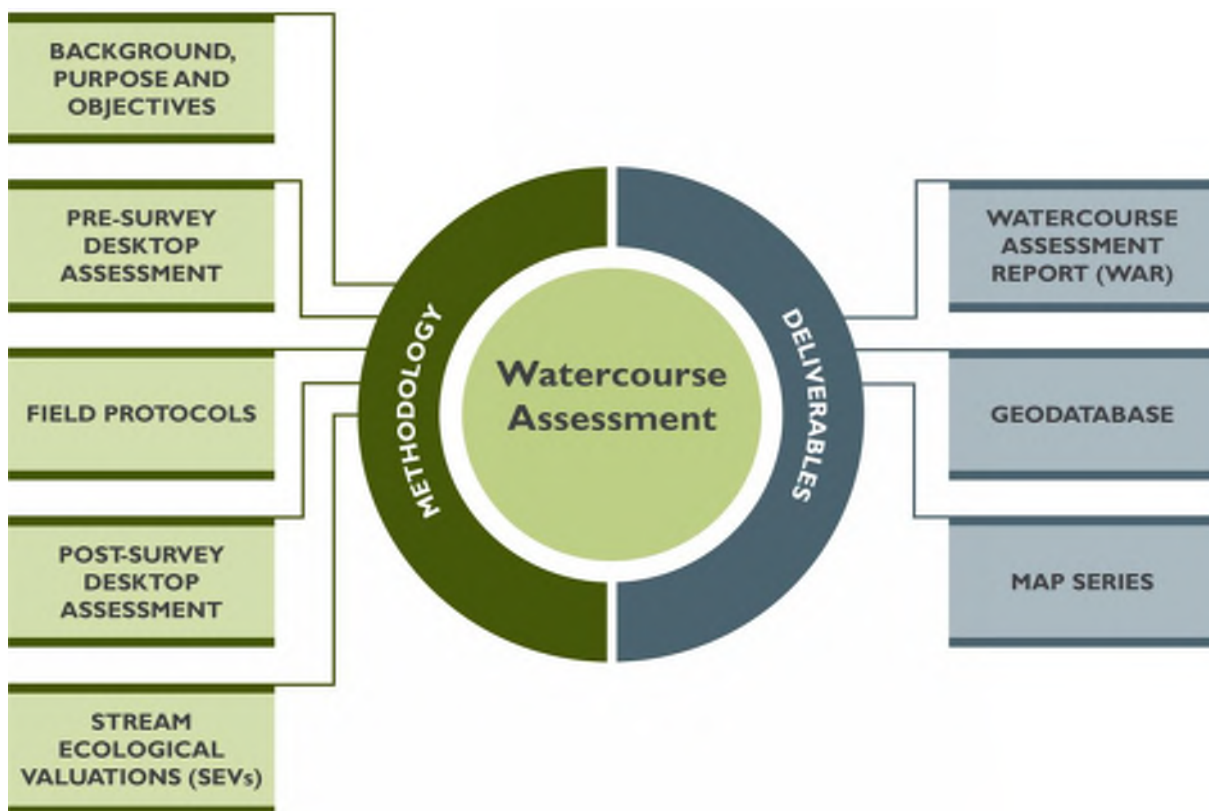 BACKGROUND,
PURPOSE AND
OBJECTIVES
PRE-SURVEY
DESKTOP
ASSESSMENT
FIELD PROTOCOLS
POST-SURVEY
DESKTOP
ASSESSMENT
STREAM
ECOLOGICAL
VALUATIONS (SEVs)
METHODOLOGY
Watercourse
Assessment
DELIVERABLES
WATERCOURSE
ASSESSMENT
REPORT (WAR)
GEODATABASE
MAP SERIES